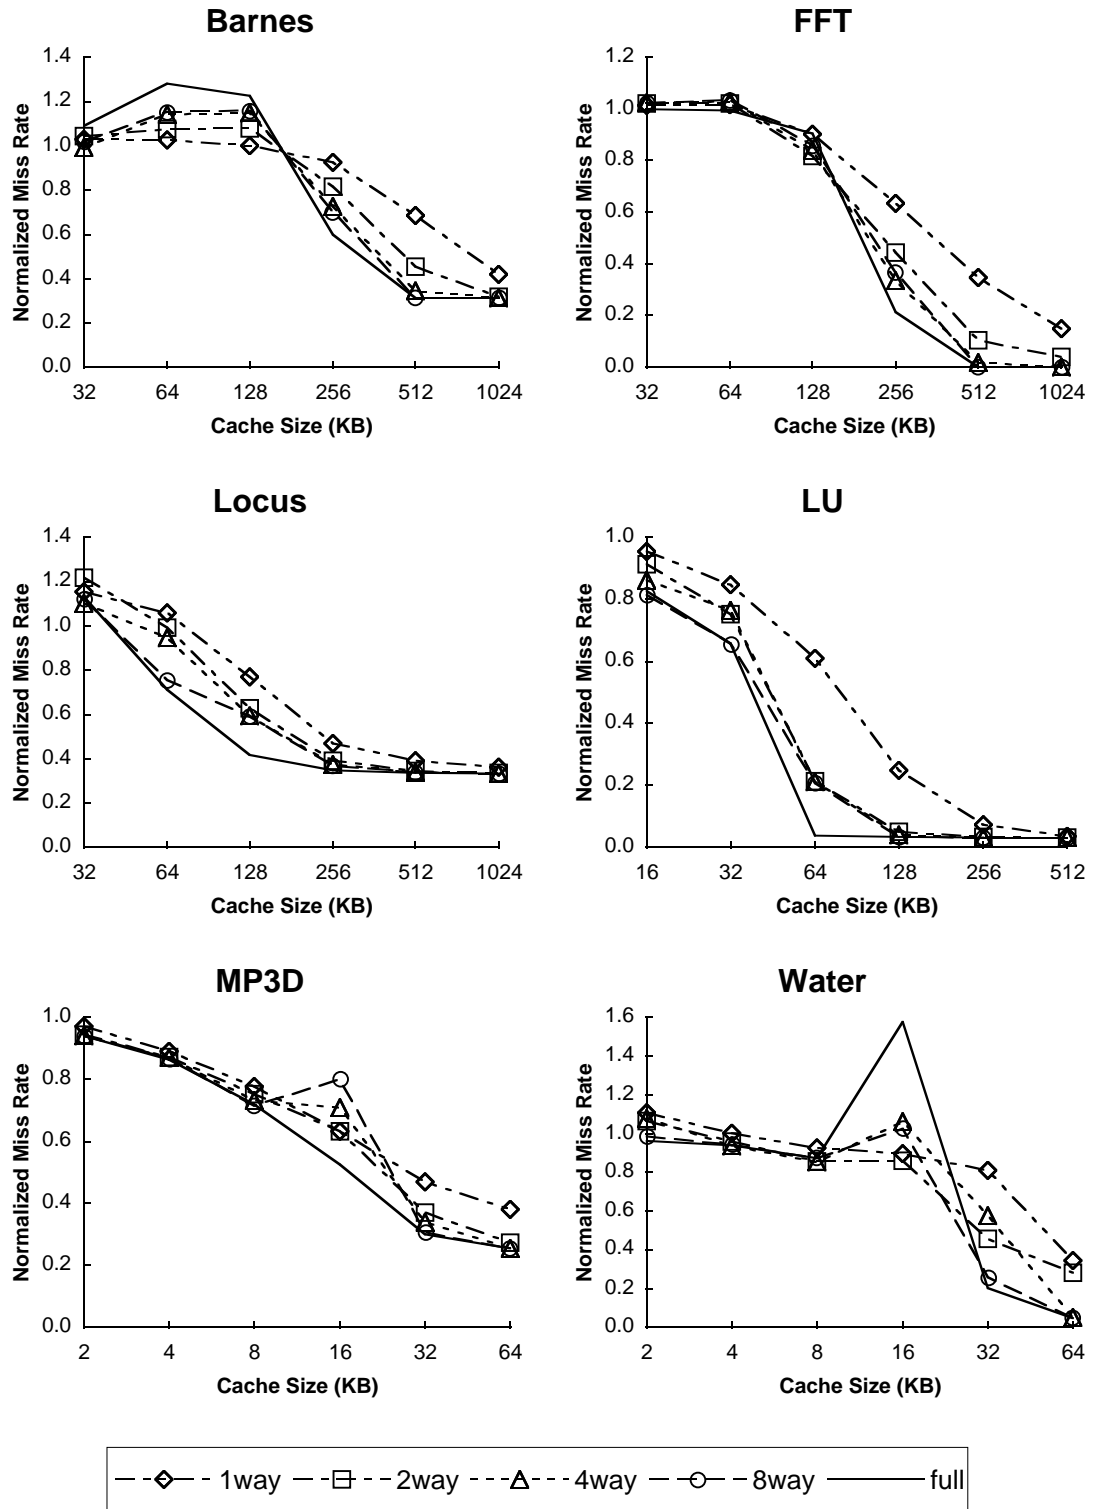 Barnes
Normalized Miss Rate
1.4
1.2
1.0
0.8
0.6
0.4
0.2
0.0
32 64 128 256 512 1024
Cache Size (KB)
FFT
Normalized Miss Rate
1.2
1.0
0.8
0.6
0.4
0.2
0.0
32 64 128 256 512 1024
Cache Size (KB)
Locus
Normalized Miss Rate
1.4
1.2
1.0
0.8
0.6
0.4
0.2
0.0
32 64 128 256 512 1024
Cache Size (KB)
LU
Normalized Miss Rate
1.0
0.8
0.6
0.4
0.2
0.0
16 32 64 128 256 512
Cache Size (KB)
MP3D
Normalized Miss Rate
1.0
0.8
0.6
0.4
0.2
0.0
2 4 8 16 32 64
Cache Size (KB)
Water
Normalized Miss Rate
1.6
1.4
1.2
1.0
0.8
0.6
0.4
0.2
0.0
2 4 8 16 32 64
Cache Size (KB)
1way 2way 4way 8way full